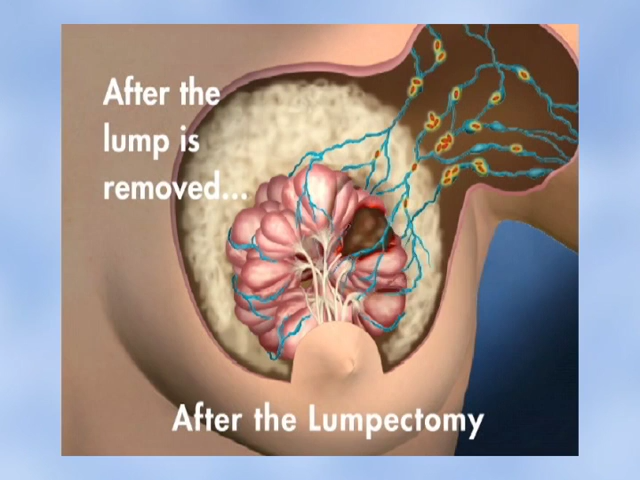 After the
lump is
removed...
After the Lumpectomy